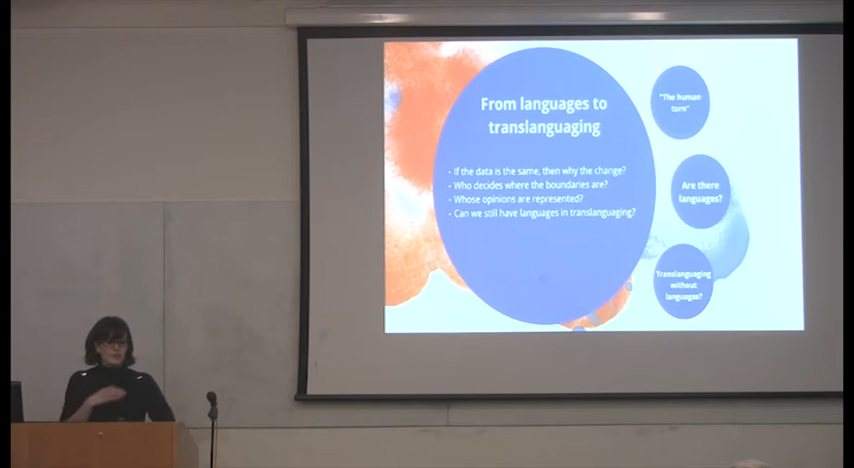 From languages to
translanguaging
- If the data is the same, then why the change?
- Who decides where the boundaries are?
- Whose opinions are represented?
- Can we still have languages in translanguaging?
"The human
turn"
Are there
languages?
Translanguaging
without
languages?